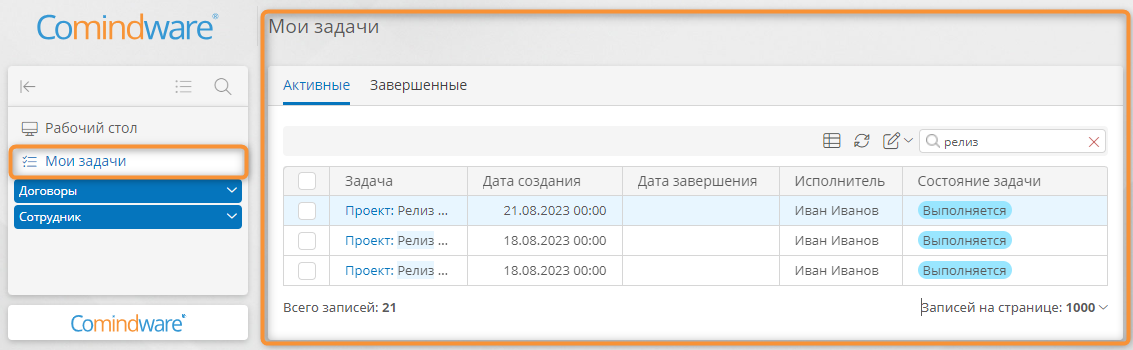 Comindware®
Рабочий стол
Мои задачи
Договоры
Сотрудник
Comindware®
Мои задачи
Активные Завершенные
релиз
Задача Дата создания Дата завершения Исполнитель Состояние задачи
Проект: Релиз ... 21.08.2023 00:00 Иван Иванов Выполняется
Проект: Релиз ... 18.08.2023 00:00 Иван Иванов Выполняется
Проект: Релиз ... 18.08.2023 00:00 Иван Иванов Выполняется
Всего записей: 21 Записей на странице: 1000